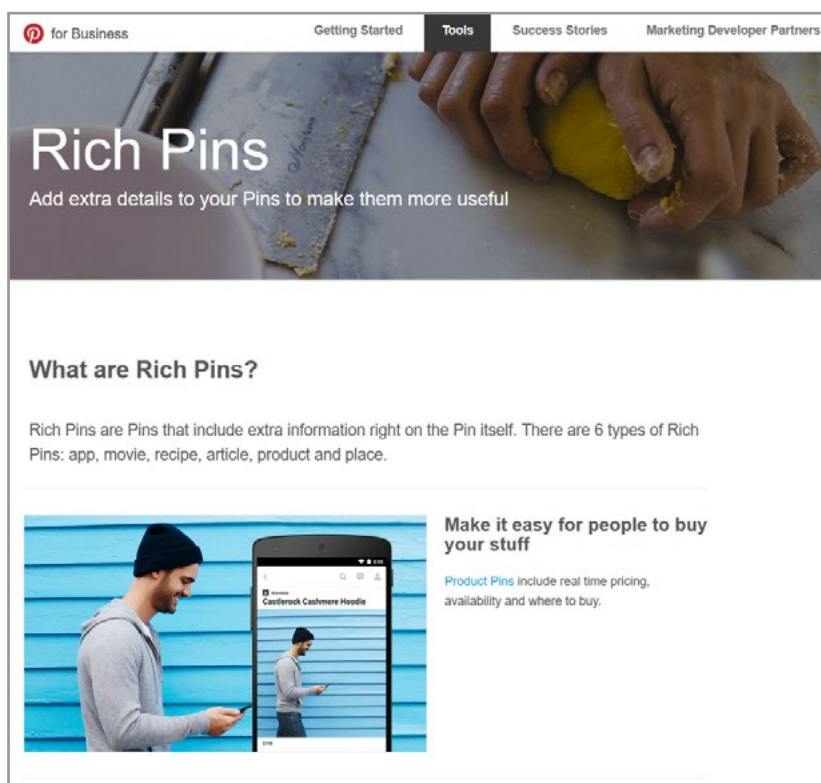 for Business
Getting Started
Tools
Success Stories
Marketing Developer Partners
Rich Pins
Add extra details to your Pins to make them more useful
What are Rich Pins?
Rich Pins are Pins that include extra information right on the Pin itself. There are 6 types of Rich
Pins: app, movie, recipe, article, product and place.
Make it easy for people to buy
your stuff
Product Pins include real time pricing,
availability and where to buy.
Castlerock Cashmere Hoodie